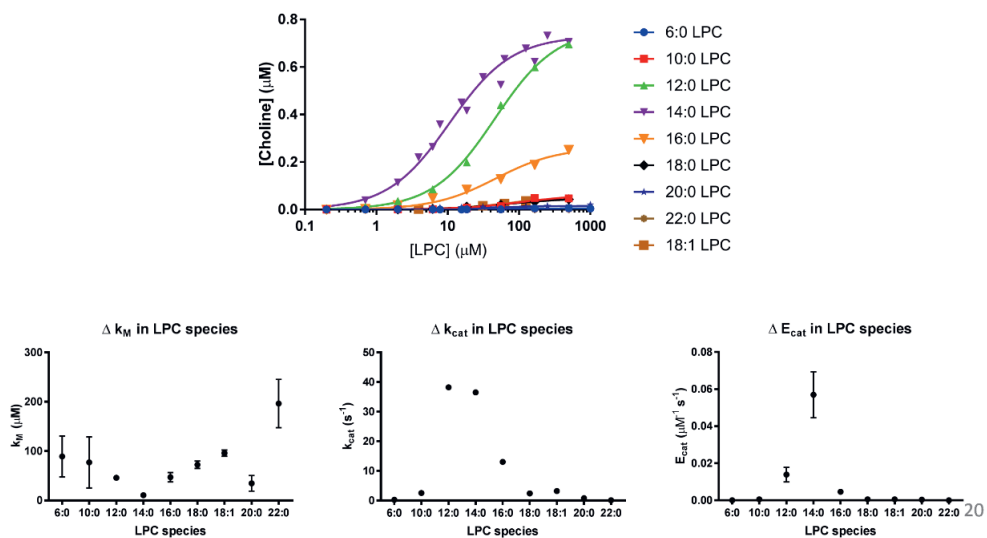 0.8
0.6
0.4
0.2
0.0
[Choline] (μM)
0.1 1 10 100 1000
[LPC] (μM)
6:0 LPC
10:0 LPC
12:0 LPC
14:0 LPC
16:0 LPC
18:0 LPC
20:0 LPC
22:0 LPC
18:1 LPC
Δ kM in LPC species
300
200
100
0
kM (μM)
6:0 10:0 12:0 14:0 16:0 18:0 18:1 20:0 22:0
LPC species
Δ kcat in LPC species
50
40
30
20
10
0
kcat (s-1)
6:0 10:0 12:0 14:0 16:0 18:0 18:1 20:0 22:0
LPC species
Δ Ecat in LPC species
0.08
0.06
0.04
0.02
0.00
Ecat (μM-1 s-1)
6:0 10:0 12:0 14:0 16:0 18:0 18:1 20:0 22:0
LPC species
20